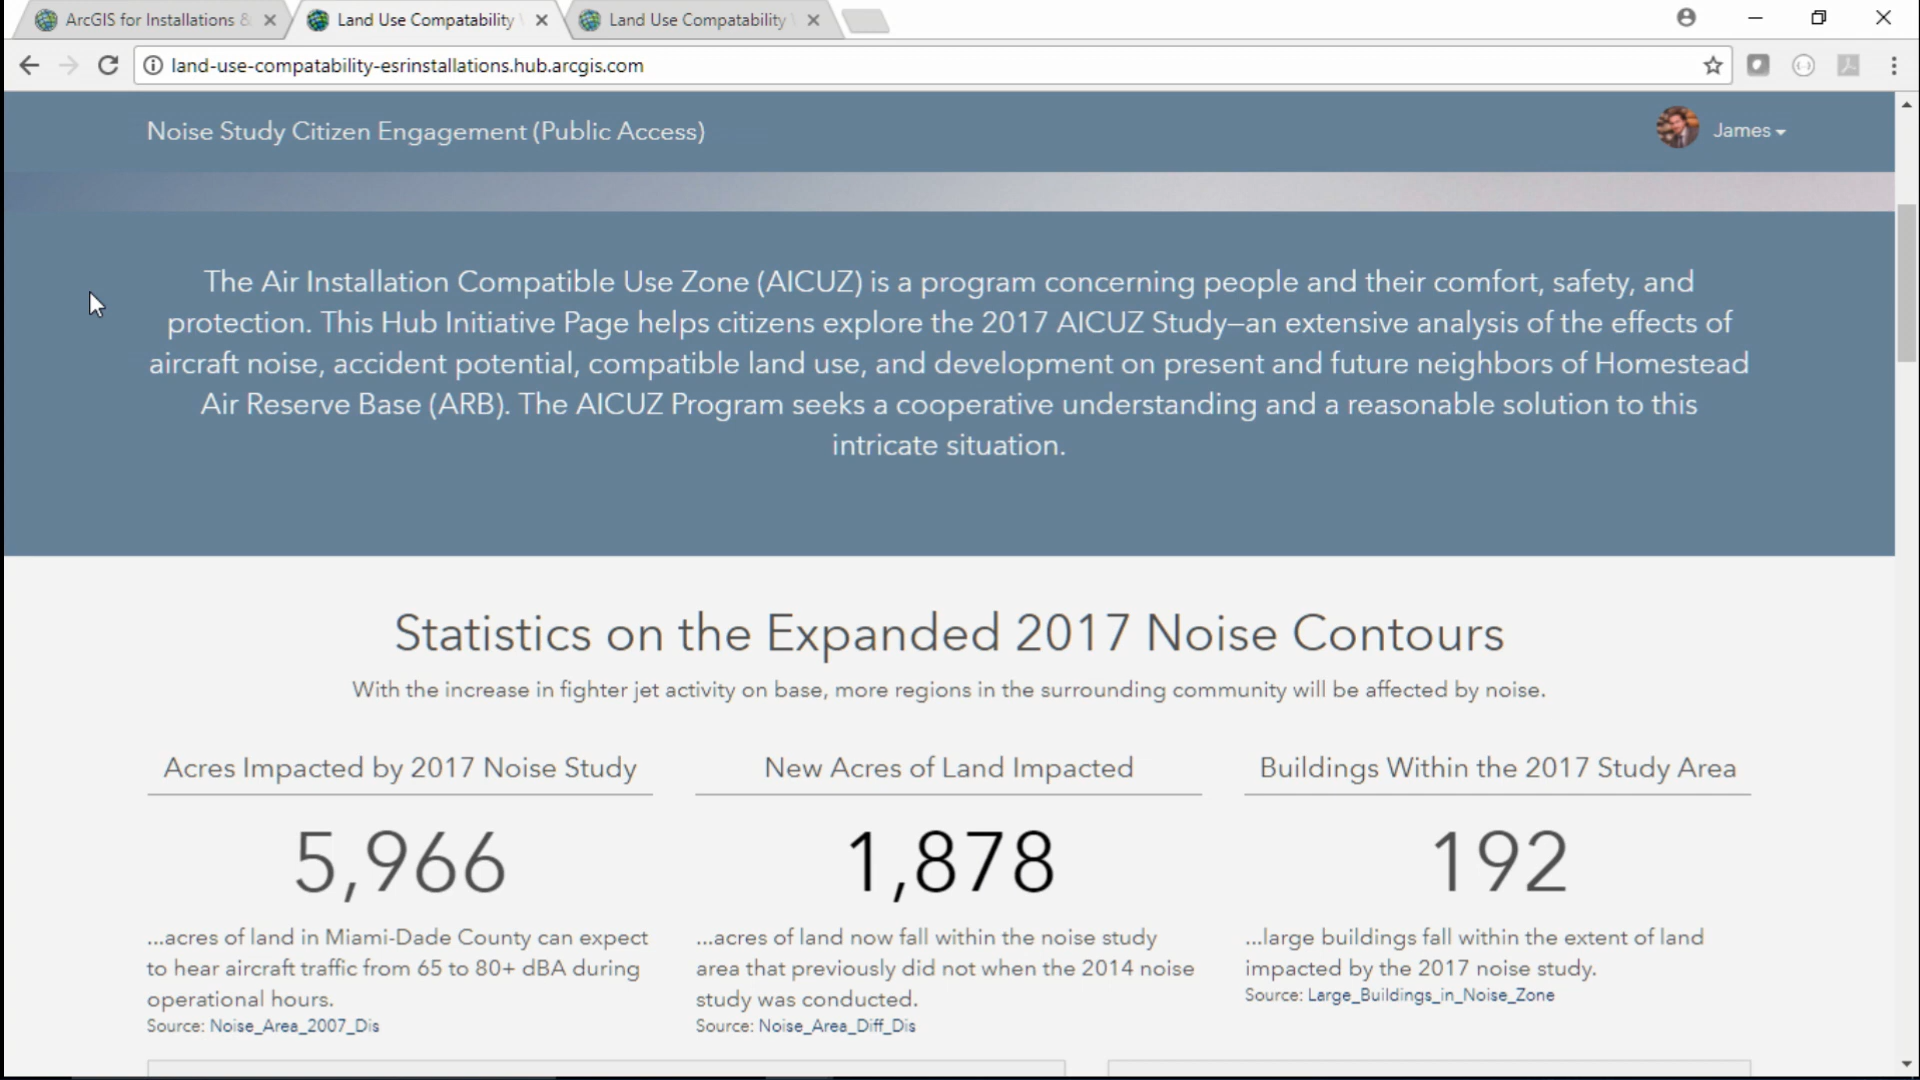 ArcGIS for Installations &
Land Use Compatability
Land Use Compatability
land-use-compatability-esrinstallations.hub.arcgis.com
Noise Study Citizen Engagement (Public Access)
James
The Air Installation Compatible Use Zone (AICUZ) is a program concerning people and their comfort, safety, and
protection. This Hub Initiative Page helps citizens explore the 2017 AICUZ Study—an extensive analysis of the effects of
aircraft noise, accident potential, compatible land use, and development on present and future neighbors of Homestead
Air Reserve Base (ARB). The AICUZ Program seeks a cooperative understanding and a reasonable solution to this
intricate situation.
Statistics on the Expanded 2017 Noise Contours
With the increase in fighter jet activity on base, more regions in the surrounding community will be affected by noise.
Acres Impacted by 2017 Noise Study
5,966
...acres of land in Miami-Dade County can expect
to hear aircraft traffic from 65 to 80+ dBA during
operational hours.
Source: Noise_Area_2007_Dis
New Acres of Land Impacted
1,878
...acres of land now fall within the noise study
area that previously did not when the 2014 noise
study was conducted.
Source: Noise_Area_Diff_Dis
Buildings Within the 2017 Study Area
192
...large buildings fall within the extent of land
impacted by the 2017 noise study.
Source: Large_Buildings_in_Noise_Zone